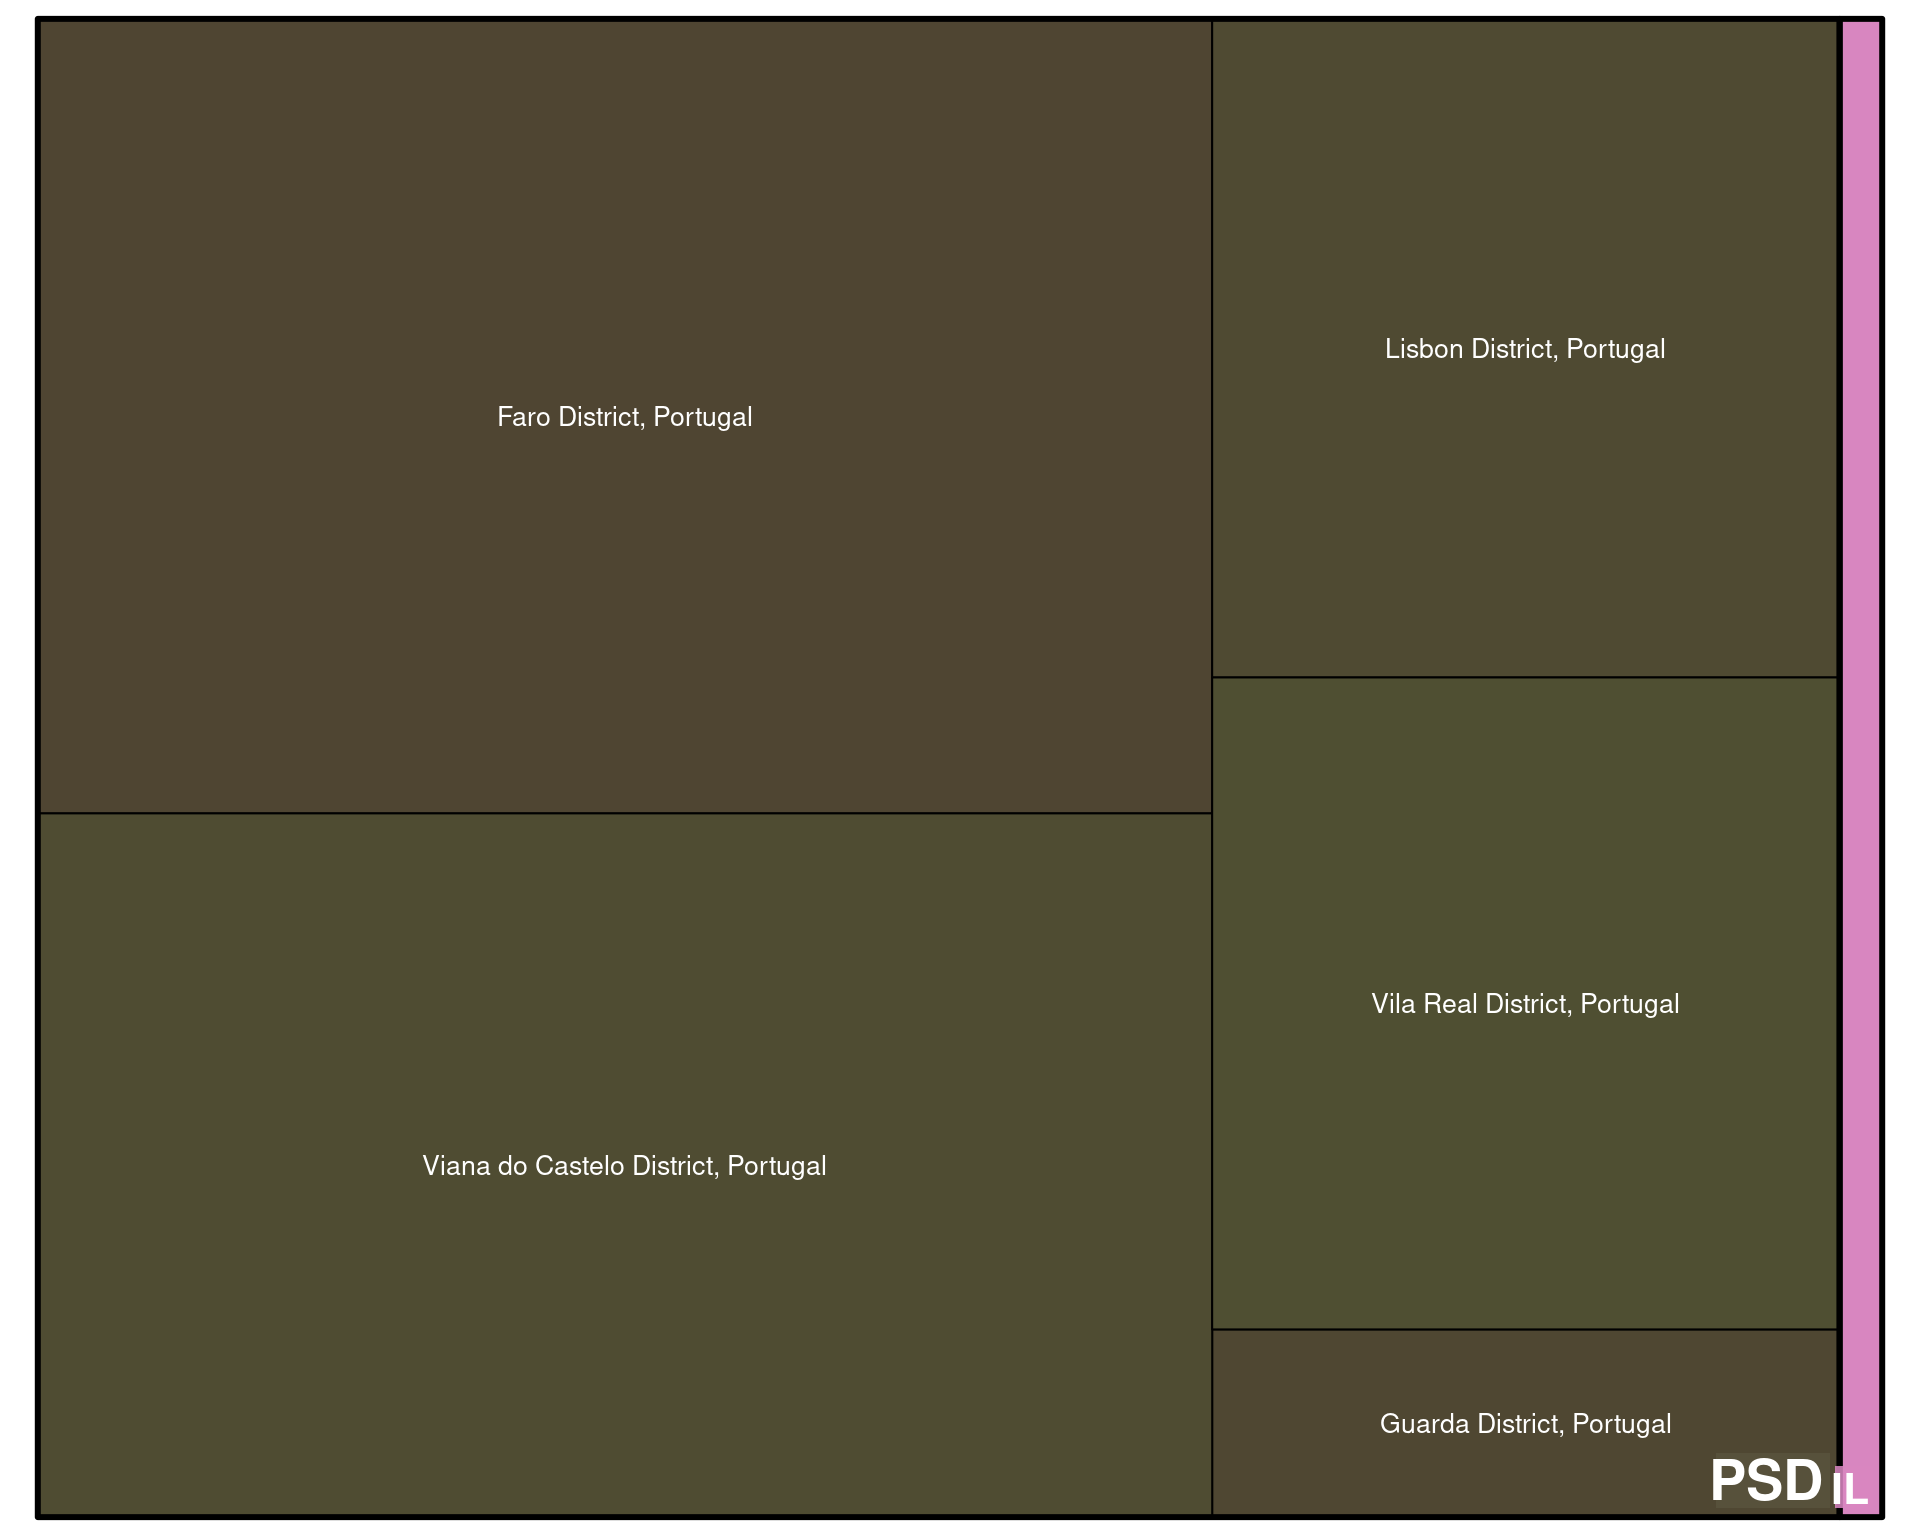 Faro District, Portugal
Lisbon District, Portugal
Viana do Castelo District, Portugal
Vila Real District, Portugal
Guarda District, Portugal
PSD
IL